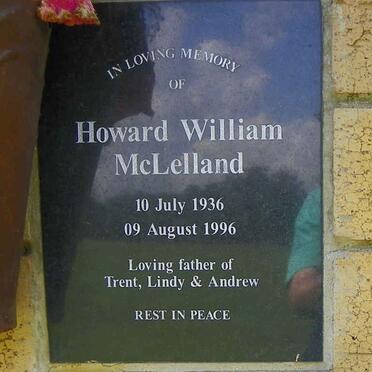 IN LOVING MEMORY
OF
Howard William
McLelland
10 July 1936
09 August 1996
Loving father of
Trent, Lindy & Andrew
REST IN PEACE